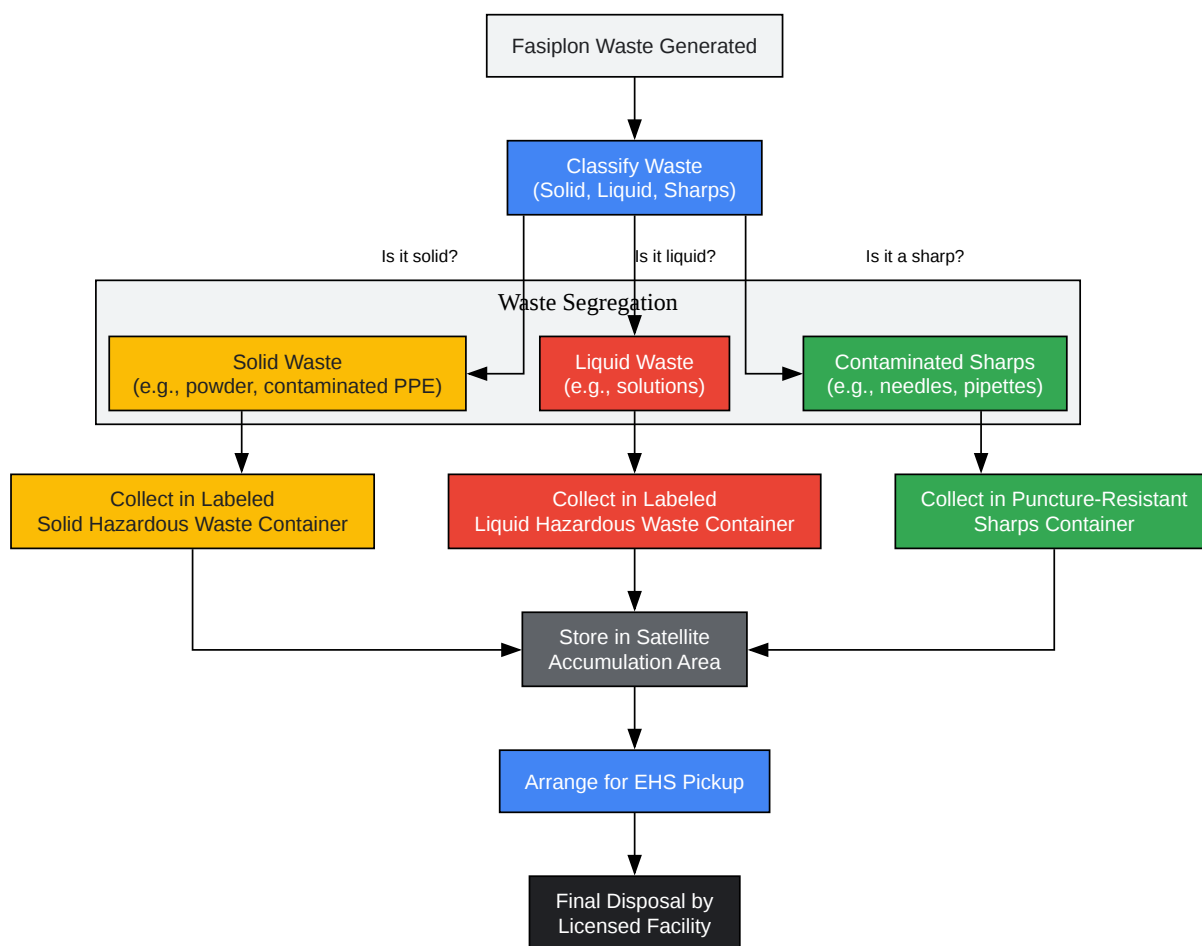 Fasiplon Waste Generated
Classify Waste
(Solid, Liquid, Sharps)
Is it solid?
Is it liquid?
Is it a sharp?
Waste Segregation
Solid Waste
(e.g., powder, contaminated PPE)
Liquid Waste
(e.g., solutions)
Contaminated Sharps
(e.g., needles, pipettes)
Collect in Labeled
Solid Hazardous Waste Container
Collect in Labeled
Liquid Hazardous Waste Container
Collect in Puncture-Resistant
Sharps Container
Store in Satellite
Accumulation Area
Arrange for EHS Pickup
Final Disposal by
Licensed Facility